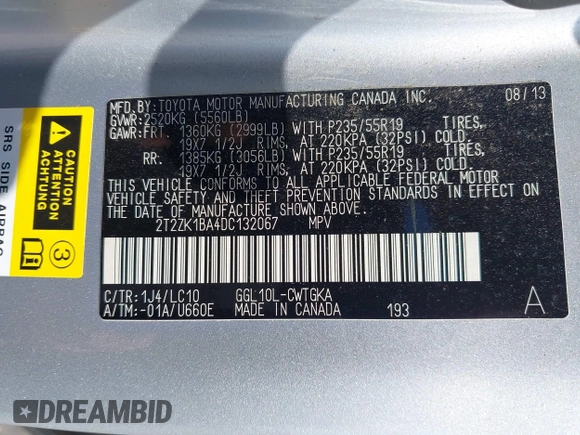 MFD.BY:TOYOTA MOTOR MANUFACTURING CANADA INC. 08/13
GVWR:2520KG (5560LB)
GAWR:FRT. 1360KG (2999LB) WITH P235/55R19 TIRES,
19X7 1/2J RIMS, AT 220KPA (32PSI) COLD.
RR. 1385KG (3056LB) WITH P235/55R19 TIRES,
19X7 1/2J RIMS, AT 220KPA (32PSI) COLD.
THIS VEHICLE CONFORMS TO ALL APPLICABLE FEDERAL MOTOR
VEHICLE SAFETY AND THEFT PREVENTION STANDARDS IN EFFECT ON
THE DATE OF MANUFACTURE SHOWN ABOVE.
2T2ZK1BA4DC132067 MPV
C/TR:1J4/LC10 GGL10L-CWTGKA
A/TM:-01A/U660E MADE IN CANADA 193
A
SRS SIDE AIRBAG
CAUTION
ATTENTION
ACHTUNG
3
DREAMBID